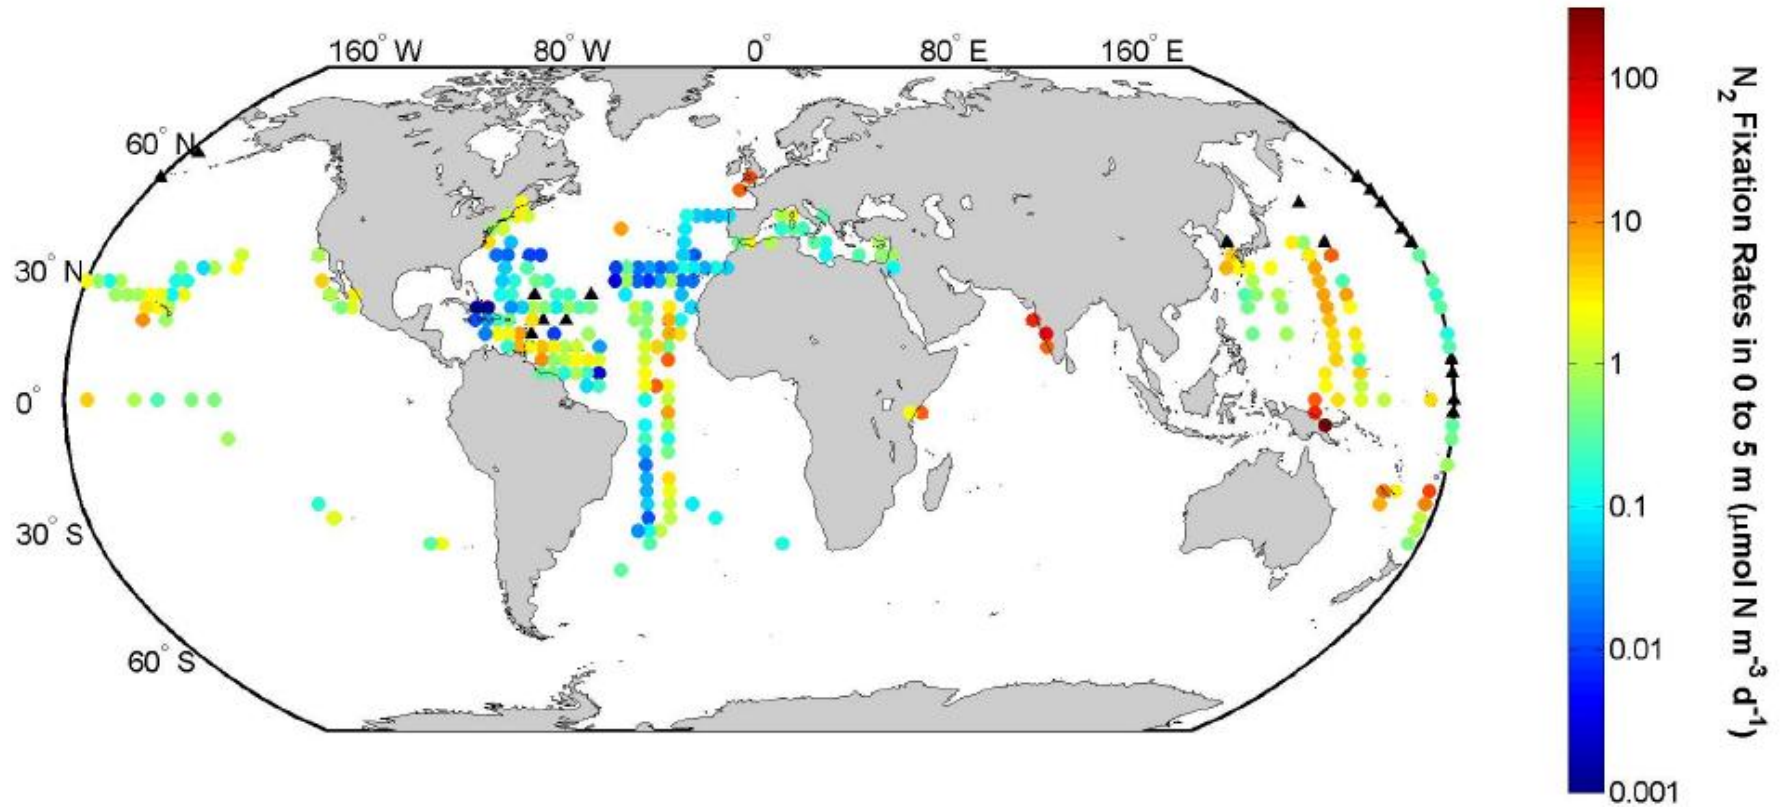 160° W 80° W 0° 80° E 160° E
60° N
30° N
0°
30° S
60° S
100
10
1
0.1
0.01
0.001
N₂ Fixation Rates in 0 to 5 m (μmol N m⁻³ d⁻¹)